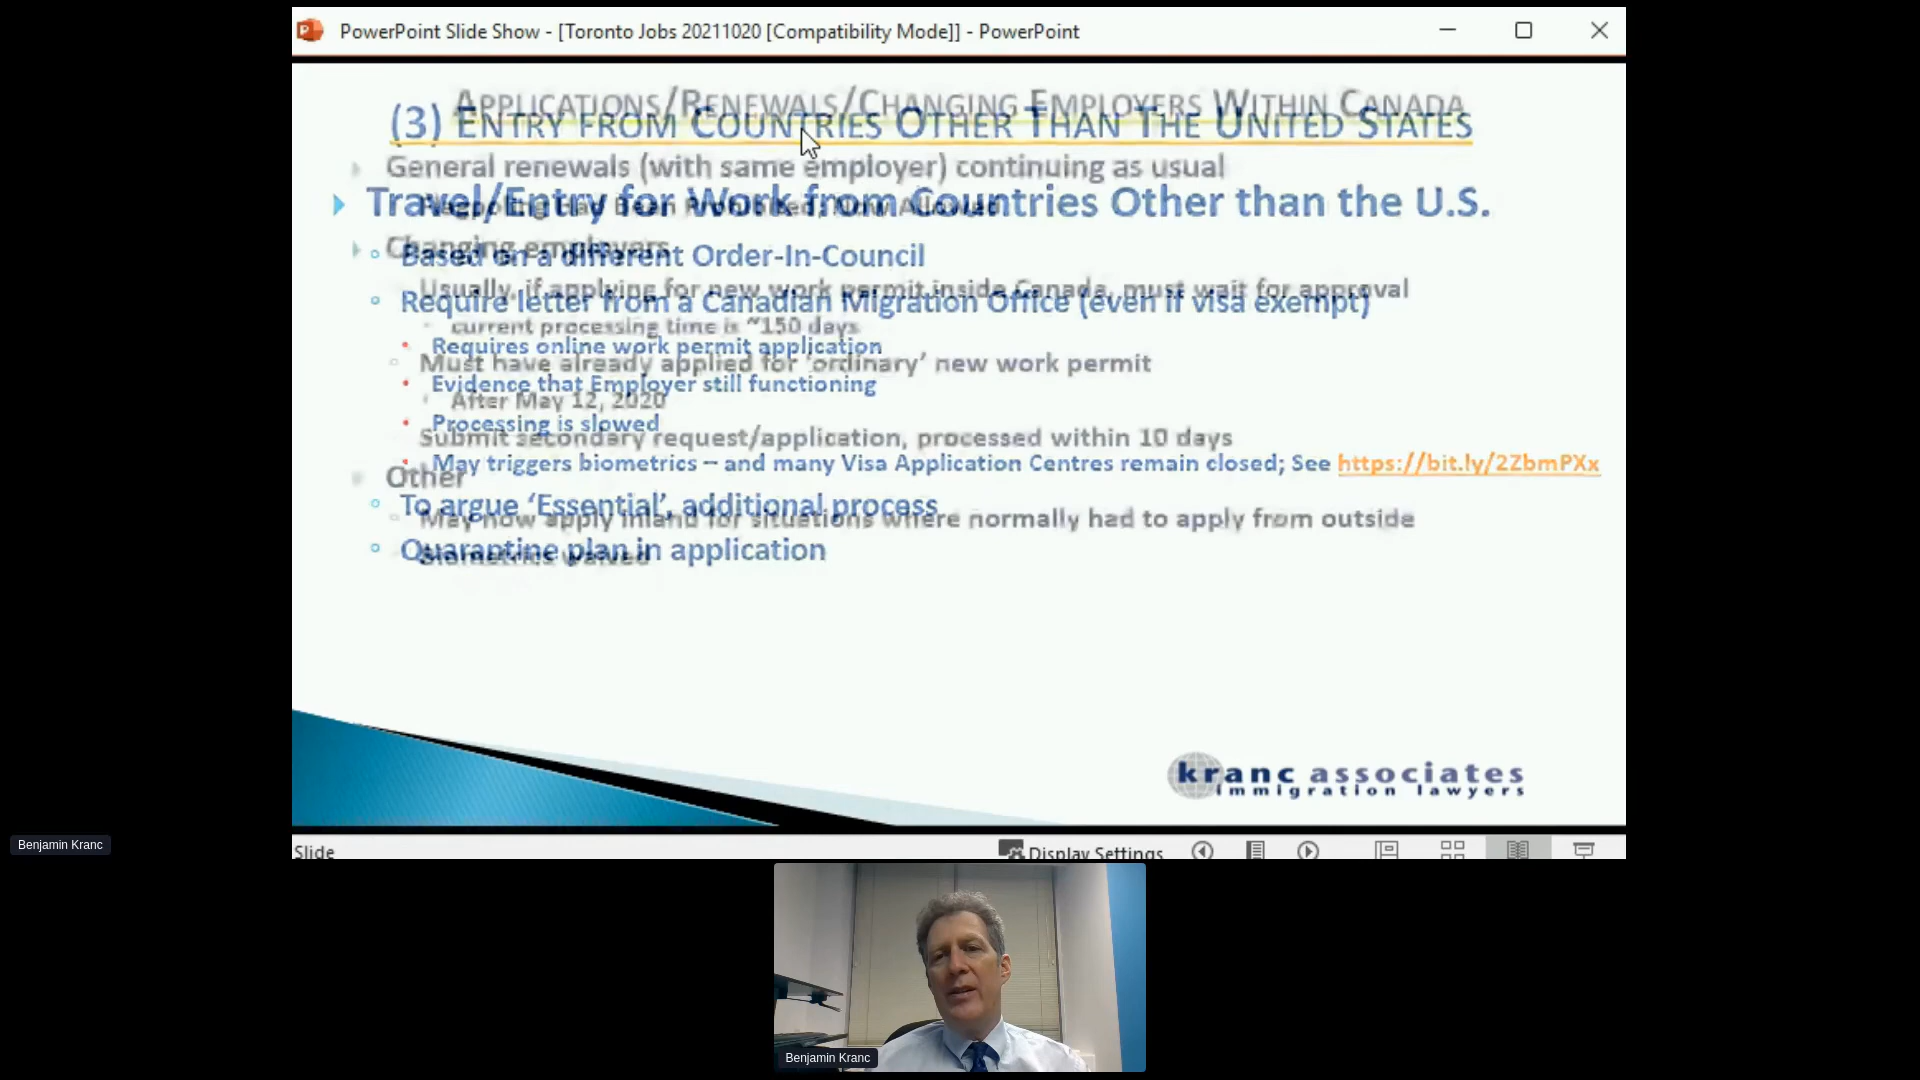 PowerPoint Slide Show - [Toronto Jobs 20211020 [Compatibility Mode]] - PowerPoint
APPLICATIONS/RENEWALS/CHANGING EMPLOYERS WITHIN CANADA
(3) ENTRY FROM COUNTRIES OTHER THAN THE UNITED STATES
General renewals (with same employer) continuing as usual
Travel/Entry for Work from Countries Other than the U.S.
Had Been Prohibited, Now Allowed
Changing employers
Based on a different Order-In-Council
Usually, if applying for new work permit inside Canada, must wait for approval
Require letter from a Canadian Migration Office (even if visa exempt)
current processing time is ~150 days
Requires online work permit application
Must have already applied for ‘ordinary’ new work permit
Evidence that Employer still functioning
After May 12, 2020
Processing is slowed
Submit secondary request/application, processed within 10 days
May triggers biometrics – and many Visa Application Centres remain closed; See https://bit.ly/2ZbmPXx
Other
To argue ‘Essential’, additional process
May now apply inland for situations where normally had to apply from outside
Quarantine plan in application
Biometrics waived
kranc associates
immigration lawyers
Slide
Display Settings
Benjamin Kranc
Benjamin Kranc